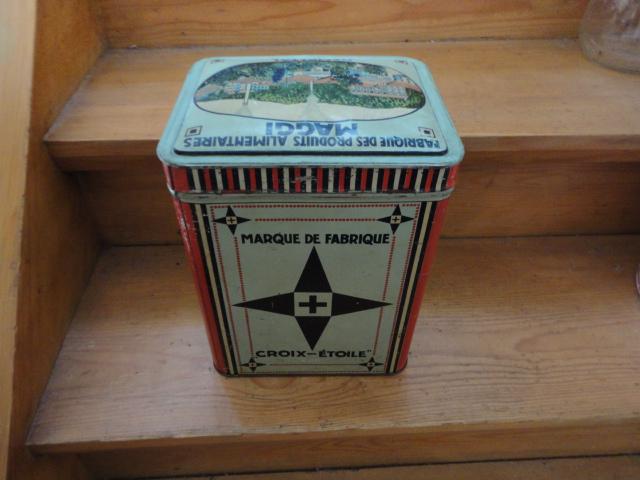 "FABRIQUE DES PRODUITS ALIMENTAIRES
MAGGI
MARQUE DE FABRIQUE
"CROIX-ÉTOILE"